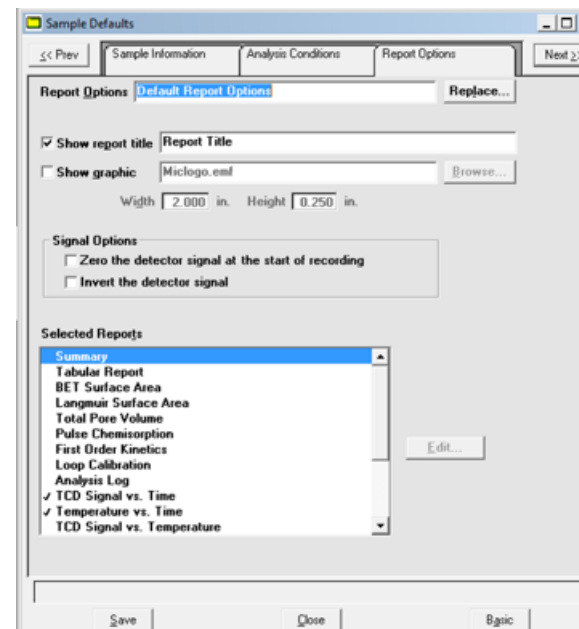 Sample Defaults
<< Prev Sample Information Analysis Conditions Report Options Next >>
Report Options Default Report Options Replace...
Show report title Report Title
Show graphic Miclogo.emf Browse...
Width 2.000 in. Height 0.250 in.
Signal Options
Zero the detector signal at the start of recording
Invert the detector signal
Selected Reports
Summary
Tabular Report
BET Surface Area
Langmuir Surface Area
Total Pore Volume
Pulse Chemisorption
First Order Kinetics
Edit...
Loop Calibration
Analysis Log
✓ TCD Signal vs. Time
✓ Temperature vs. Time
TCD Signal vs. Temperature
Save Close Basic